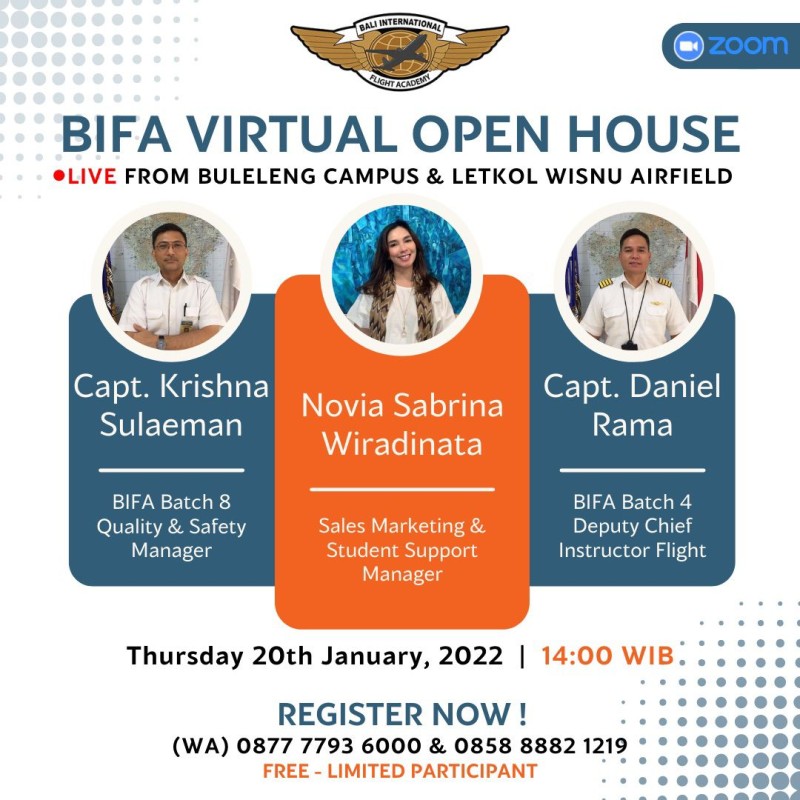 BALI INTERNATIONAL
FLIGHT ACADEMY
zoom
BIFA VIRTUAL OPEN HOUSE
•LIVE FROM BULELENG CAMPUS & LETKOL WISNU AIRFIELD
Capt. Krishna
Sulaeman
BIFA Batch 8
Quality & Safety
Manager
Novia Sabrina
Wiradinata
Sales Marketing &
Student Support
Manager
Capt. Daniel
Rama
BIFA Batch 4
Deputy Chief
Instructor Flight
Thursday 20th January, 2022 | 14:00 WIB
REGISTER NOW !
(WA) 0877 7793 6000 & 0858 8882 1219
FREE - LIMITED PARTICIPANT